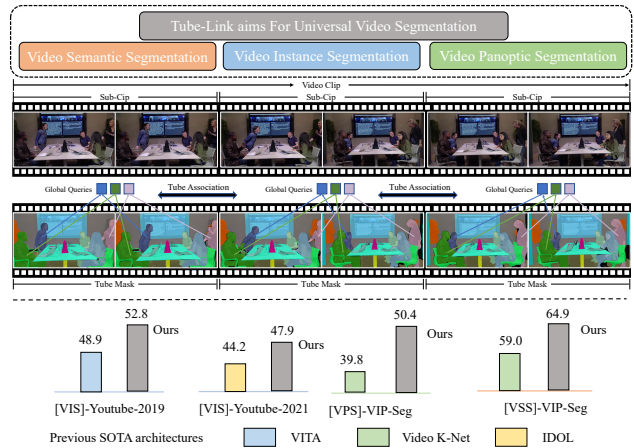 Tube-Link aims For Universal Video Segmentation
Video Semantic Segmentation
Video Instance Segmentation
Video Panoptic Segmentation
Video Clip
Sub-Cip
Sub-Cip
Sub-Cip
Global Queries
Tube Association
Global Queries
Tube Association
Global Queries
Tube Mask
Tube Mask
Tube Mask
48.9
52.8
Ours
44.2
47.9
Ours
39.8
50.4
Ours
59.0
64.9
Ours
[VIS]-Youtube-2019
[VIS]-Youtube-2021
[VPS]-VIP-Seg
[VSS]-VIP-Seg
Previous SOTA architectures
VITA
Video K-Net
IDOL